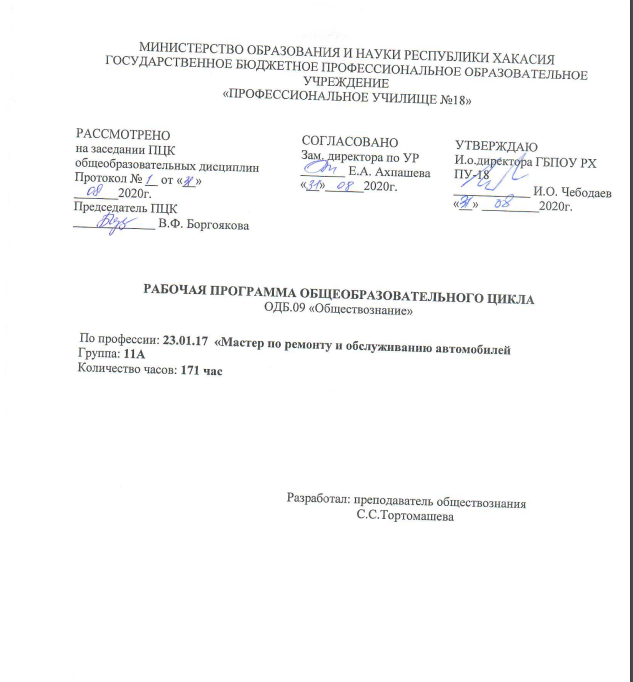 МИНИСТЕРСТВО ОБРАЗОВАНИЯ И НАУКИ РЕСПУБЛИКИ ХАКАСИЯ
ГОСУДАРСТВЕННОЕ БЮДЖЕТНОЕ ПРОФЕССИОНАЛЬНОЕ ОБРАЗОВАТЕЛЬНОЕ
УЧРЕЖДЕНИЕ
«ПРОФЕССИОНАЛЬНОЕ УЧИЛИЩЕ №18»
РАССМОТРЕНО
на заседании ПЦК
общеобразовательных дисциплин
Протокол № 1 от «31»
08 2020г.
Председатель ПЦК
В.Ф. Боргоякова
СОГЛАСОВАНО
Зам. директора по УР
Е.А. Ахпашева
«31» 08 2020г.
УТВЕРЖДАЮ
И.о.директора ГБПОУ РХ
ПУ-18
И.О. Чебодаев
«31» 08 2020г.
РАБОЧАЯ ПРОГРАММА ОБЩЕОБРАЗОВАТЕЛЬНОГО ЦИКЛА
ОДБ.09 «Обществознание»
По профессии: 23.01.17 «Мастер по ремонту и обслуживанию автомобилей
Группа: 11А
Количество часов: 171 час
Разработал: преподаватель обществознания
С.С.Тортомашева